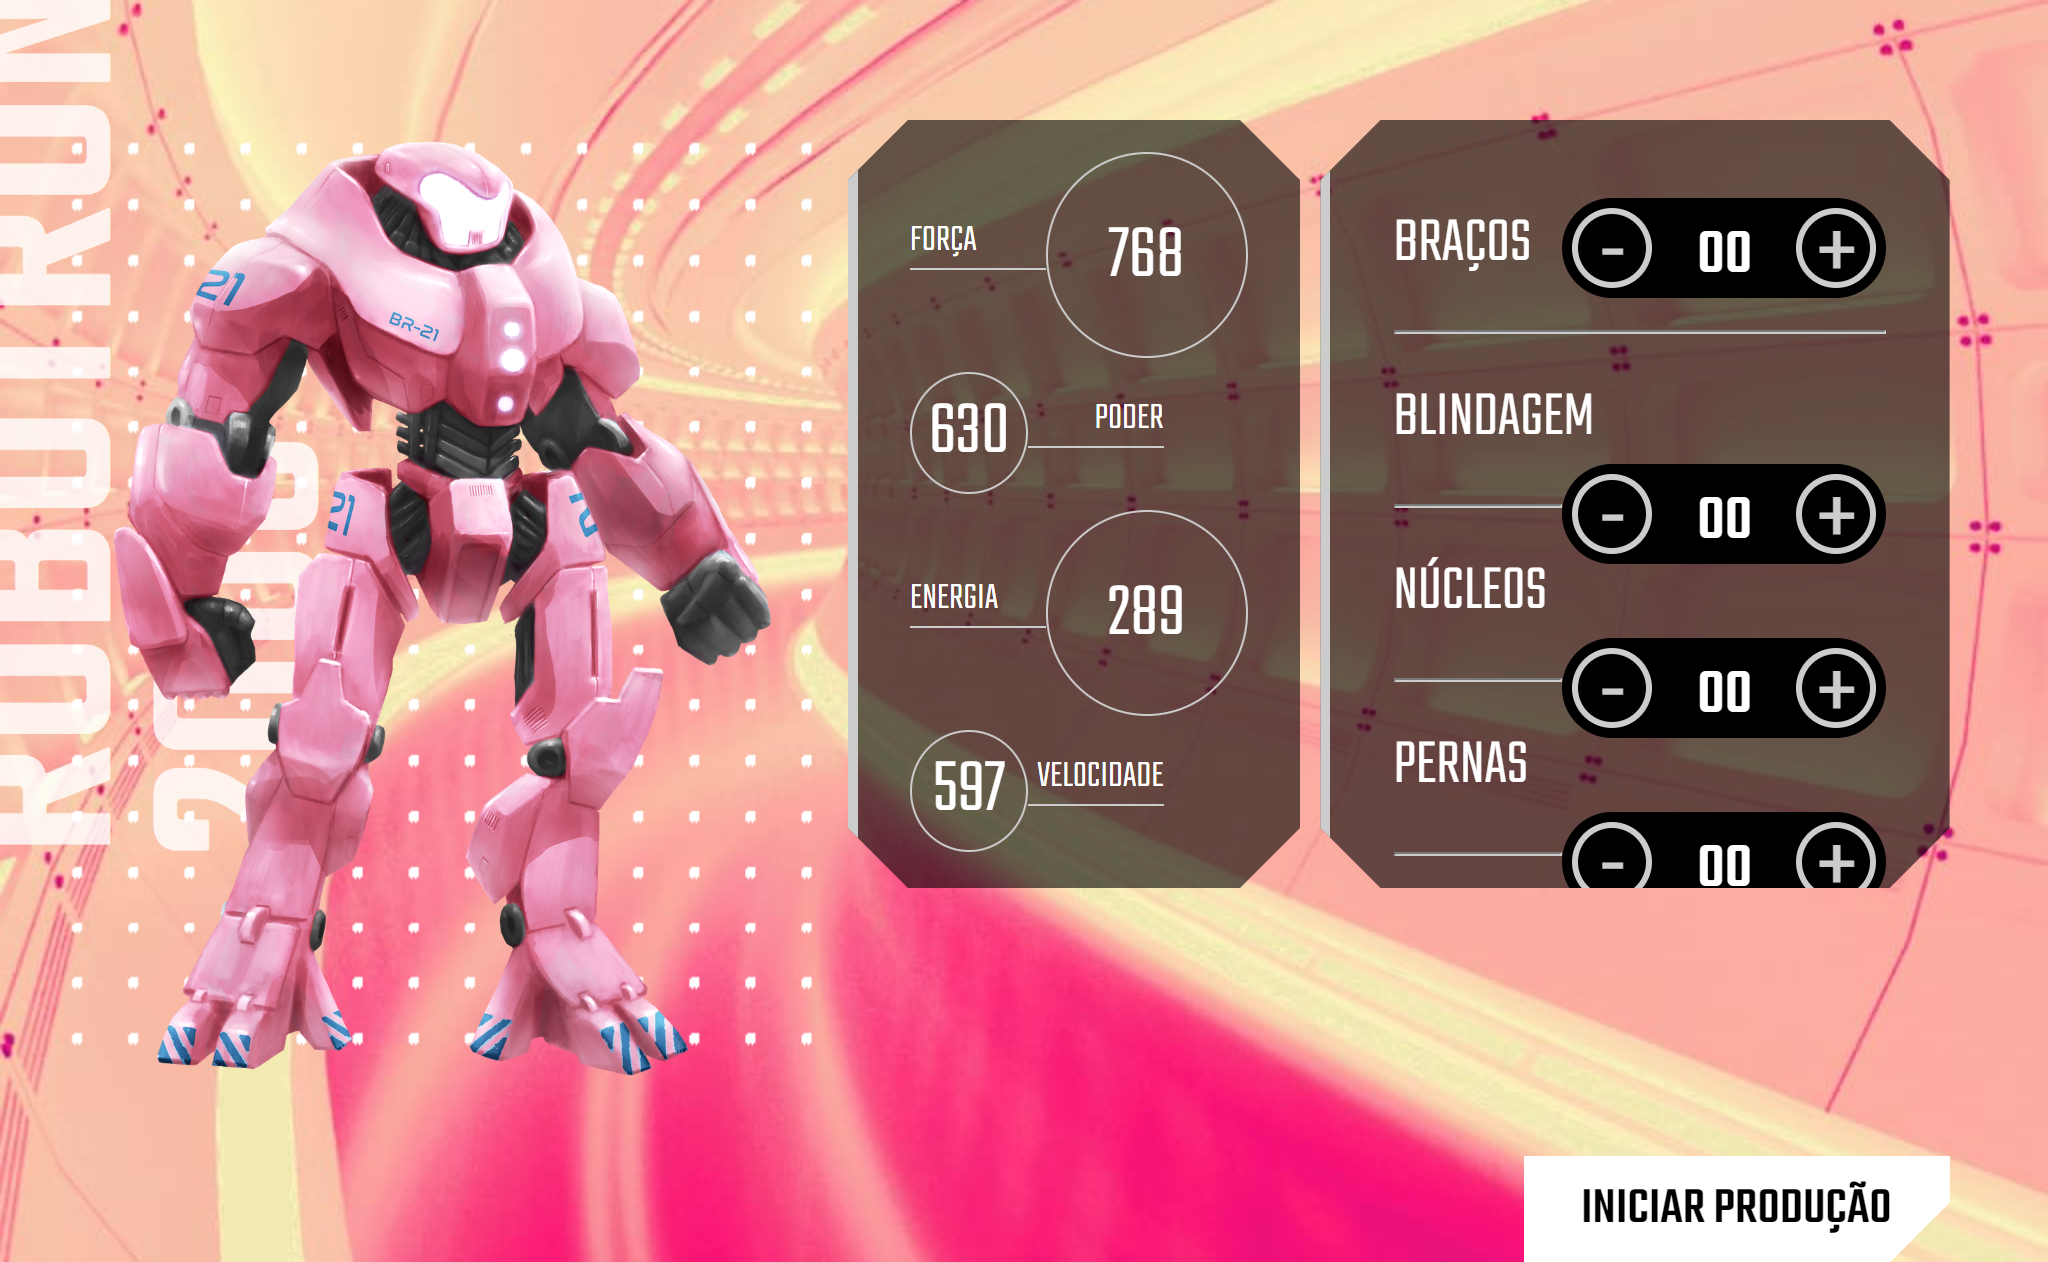 ROBOTRON
2000
21
BR-21
21
FORÇA
768
630
PODER
ENERGIA
289
597
VELOCIDADE
BRAÇOS
- 00 +
BLINDAGEM
- 00 +
NÚCLEOS
- 00 +
PERNAS
- 00 +
INICIAR PRODUÇÃO